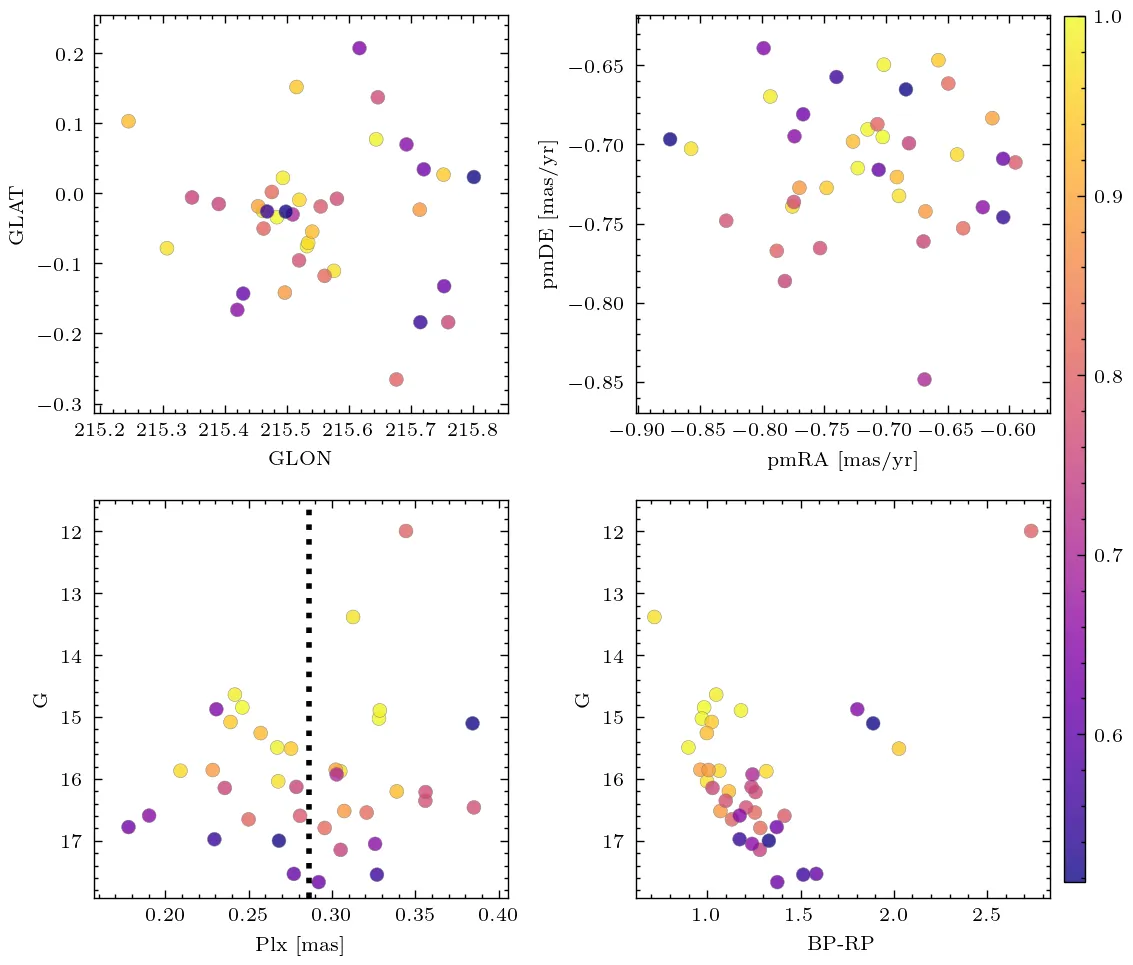 GLAT
0.2
0.1
0.0
−0.1
−0.2
−0.3
215.2 215.3 215.4 215.5 215.6 215.7 215.8
GLON
pmDE [mas/yr]
−0.65
−0.70
−0.75
−0.80
−0.85
−0.90 −0.85 −0.80 −0.75 −0.70 −0.65 −0.60
pmRA [mas/yr]
1.0
0.9
0.8
0.7
0.6
G
12
13
14
15
16
17
0.20 0.25 0.30 0.35 0.40
Plx [mas]
G
12
13
14
15
16
17
1.0 1.5 2.0 2.5
BP-RP